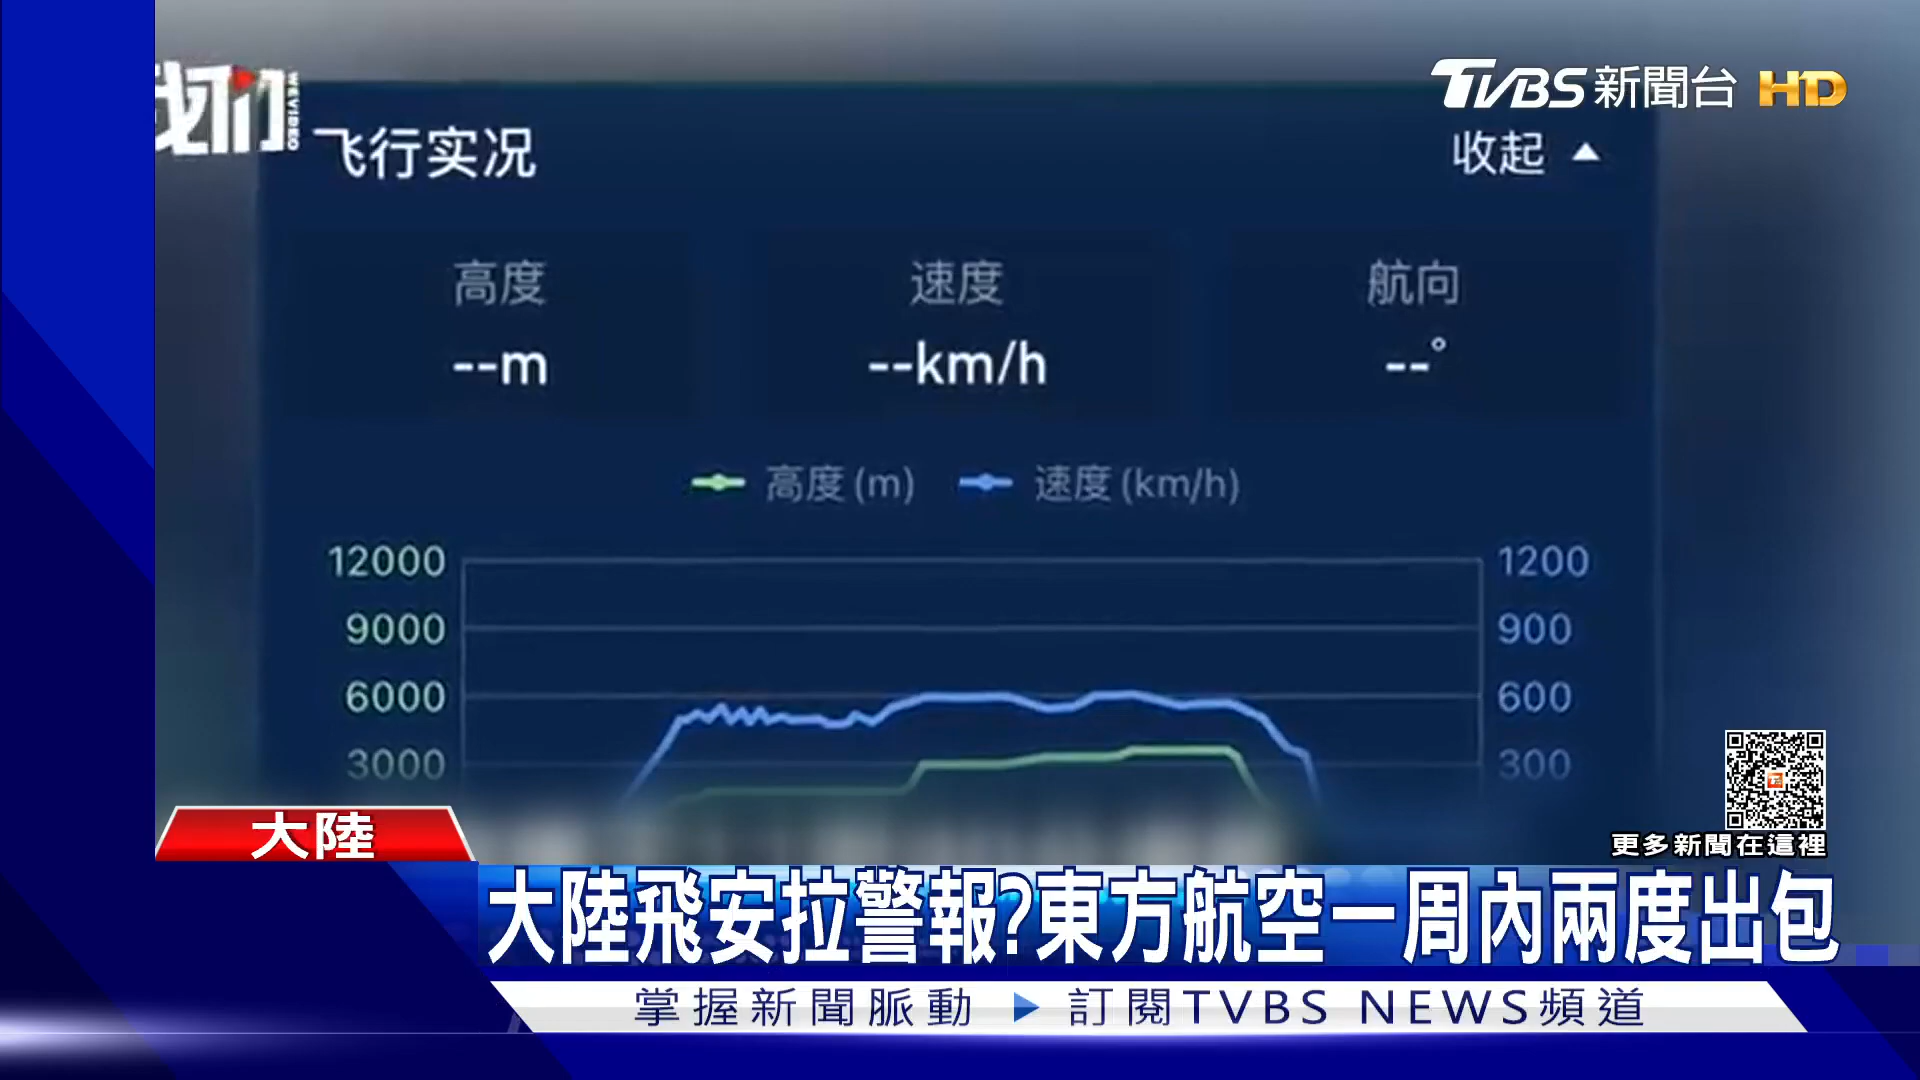 我们
WEVIDEO
TVBS新聞台 HD
飞行实况
收起
高度
速度
航向
--m
--km/h
--°
高度(m)
速度(km/h)
12000
1200
9000
900
6000
600
3000
300
更多新聞在這裡
大陸
大陸飛安拉警報?東方航空一周內兩度出包
掌握新聞脈動 ▶ 訂閱TVBS NEWS頻道